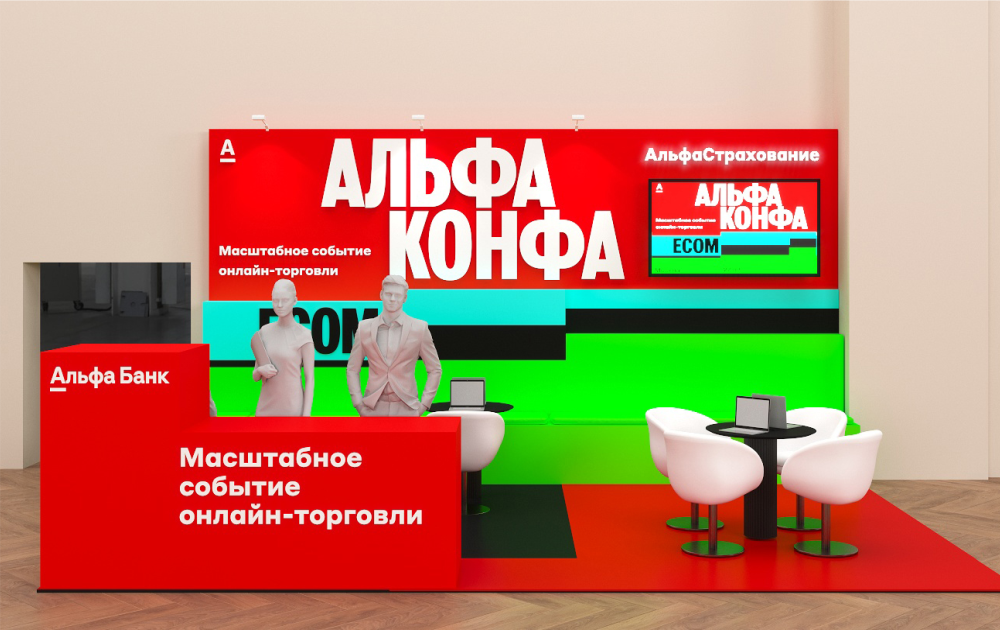 А
АЛЬФА
КОНФА
Масштабное событие
онлайн-торговли
ECOM
АльфаСтрахование
А
АЛЬФА
КОНФА
Масштабное событие
онлайн-торговли
ECOM
Альфа Банк
Масштабное
событие
онлайн-торговли